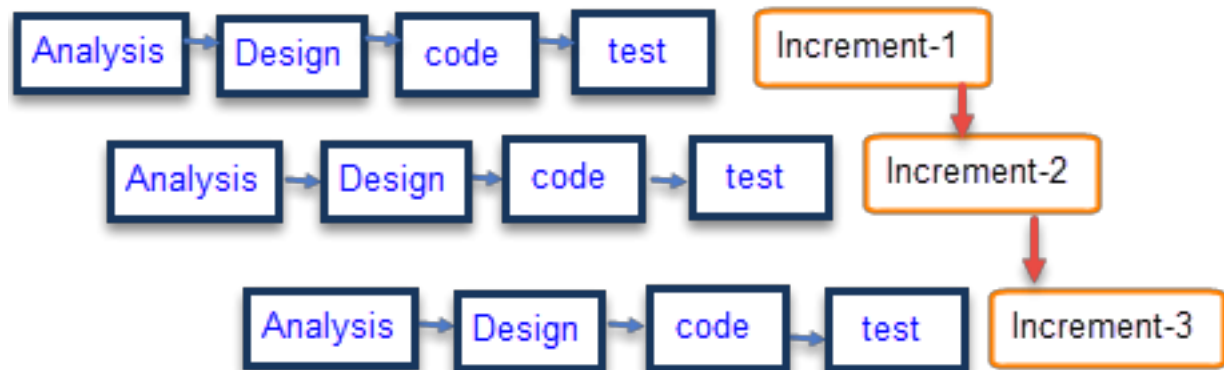 Analysis Design code test Increment-1
Analysis Design code test Increment-2
Analysis Design code test Increment-3